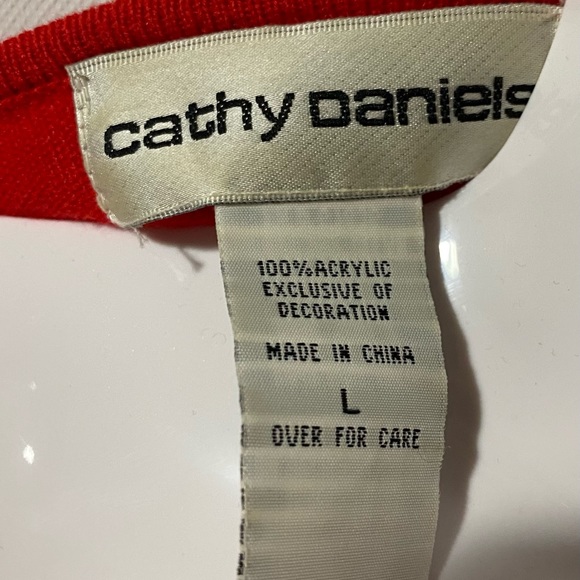 cathy Daniels
100% ACRYLIC
EXCLUSIVE OF
DECORATION
MADE IN CHINA
L
OVER FOR CARE